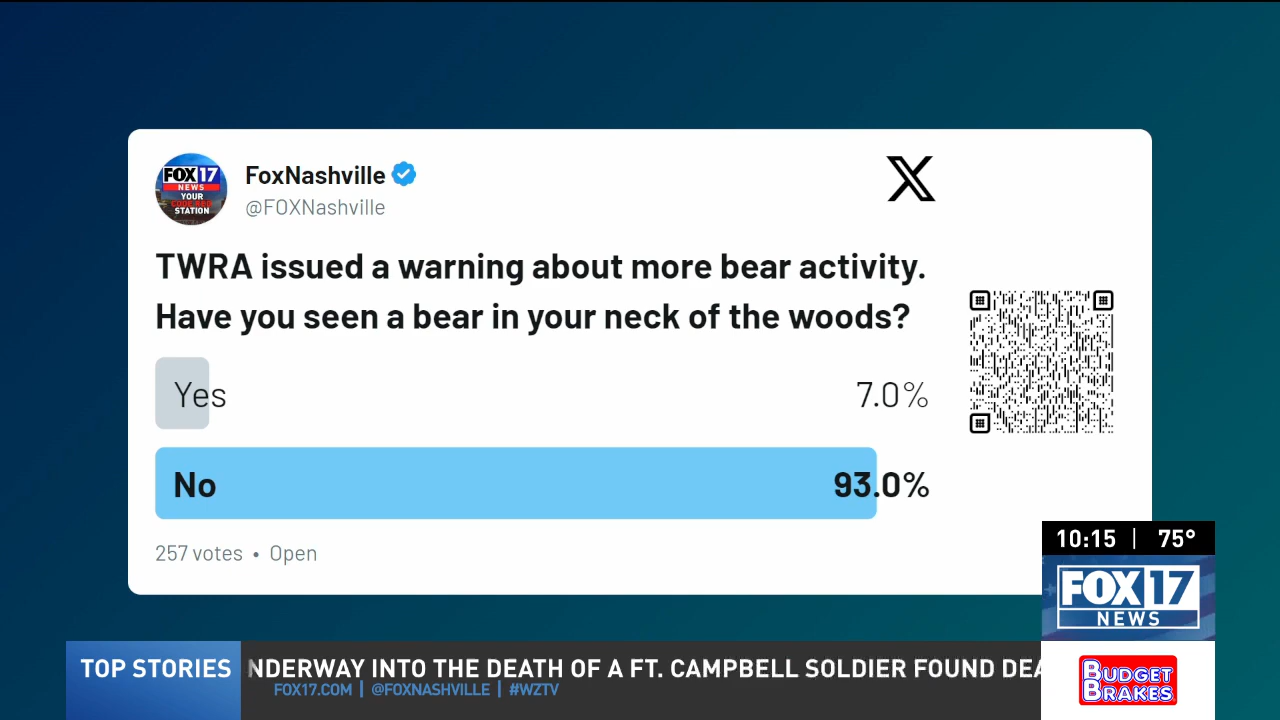 FOX 17
NEWS
YOUR
CODE RED
STATION
FoxNashville
@FOXNashville
X
TWRA issued a warning about more bear activity.
Have you seen a bear in your neck of the woods?
Yes 7.0%
No 93.0%
257 votes • Open
10:15 | 75°
FOX 17
NEWS
TOP STORIES NDERWAY INTO THE DEATH OF A FT. CAMPBELL SOLDIER FOUND DEA
FOX17.COM | @FOXNASHVILLE | #WZTV
BUDGET
BRAKES